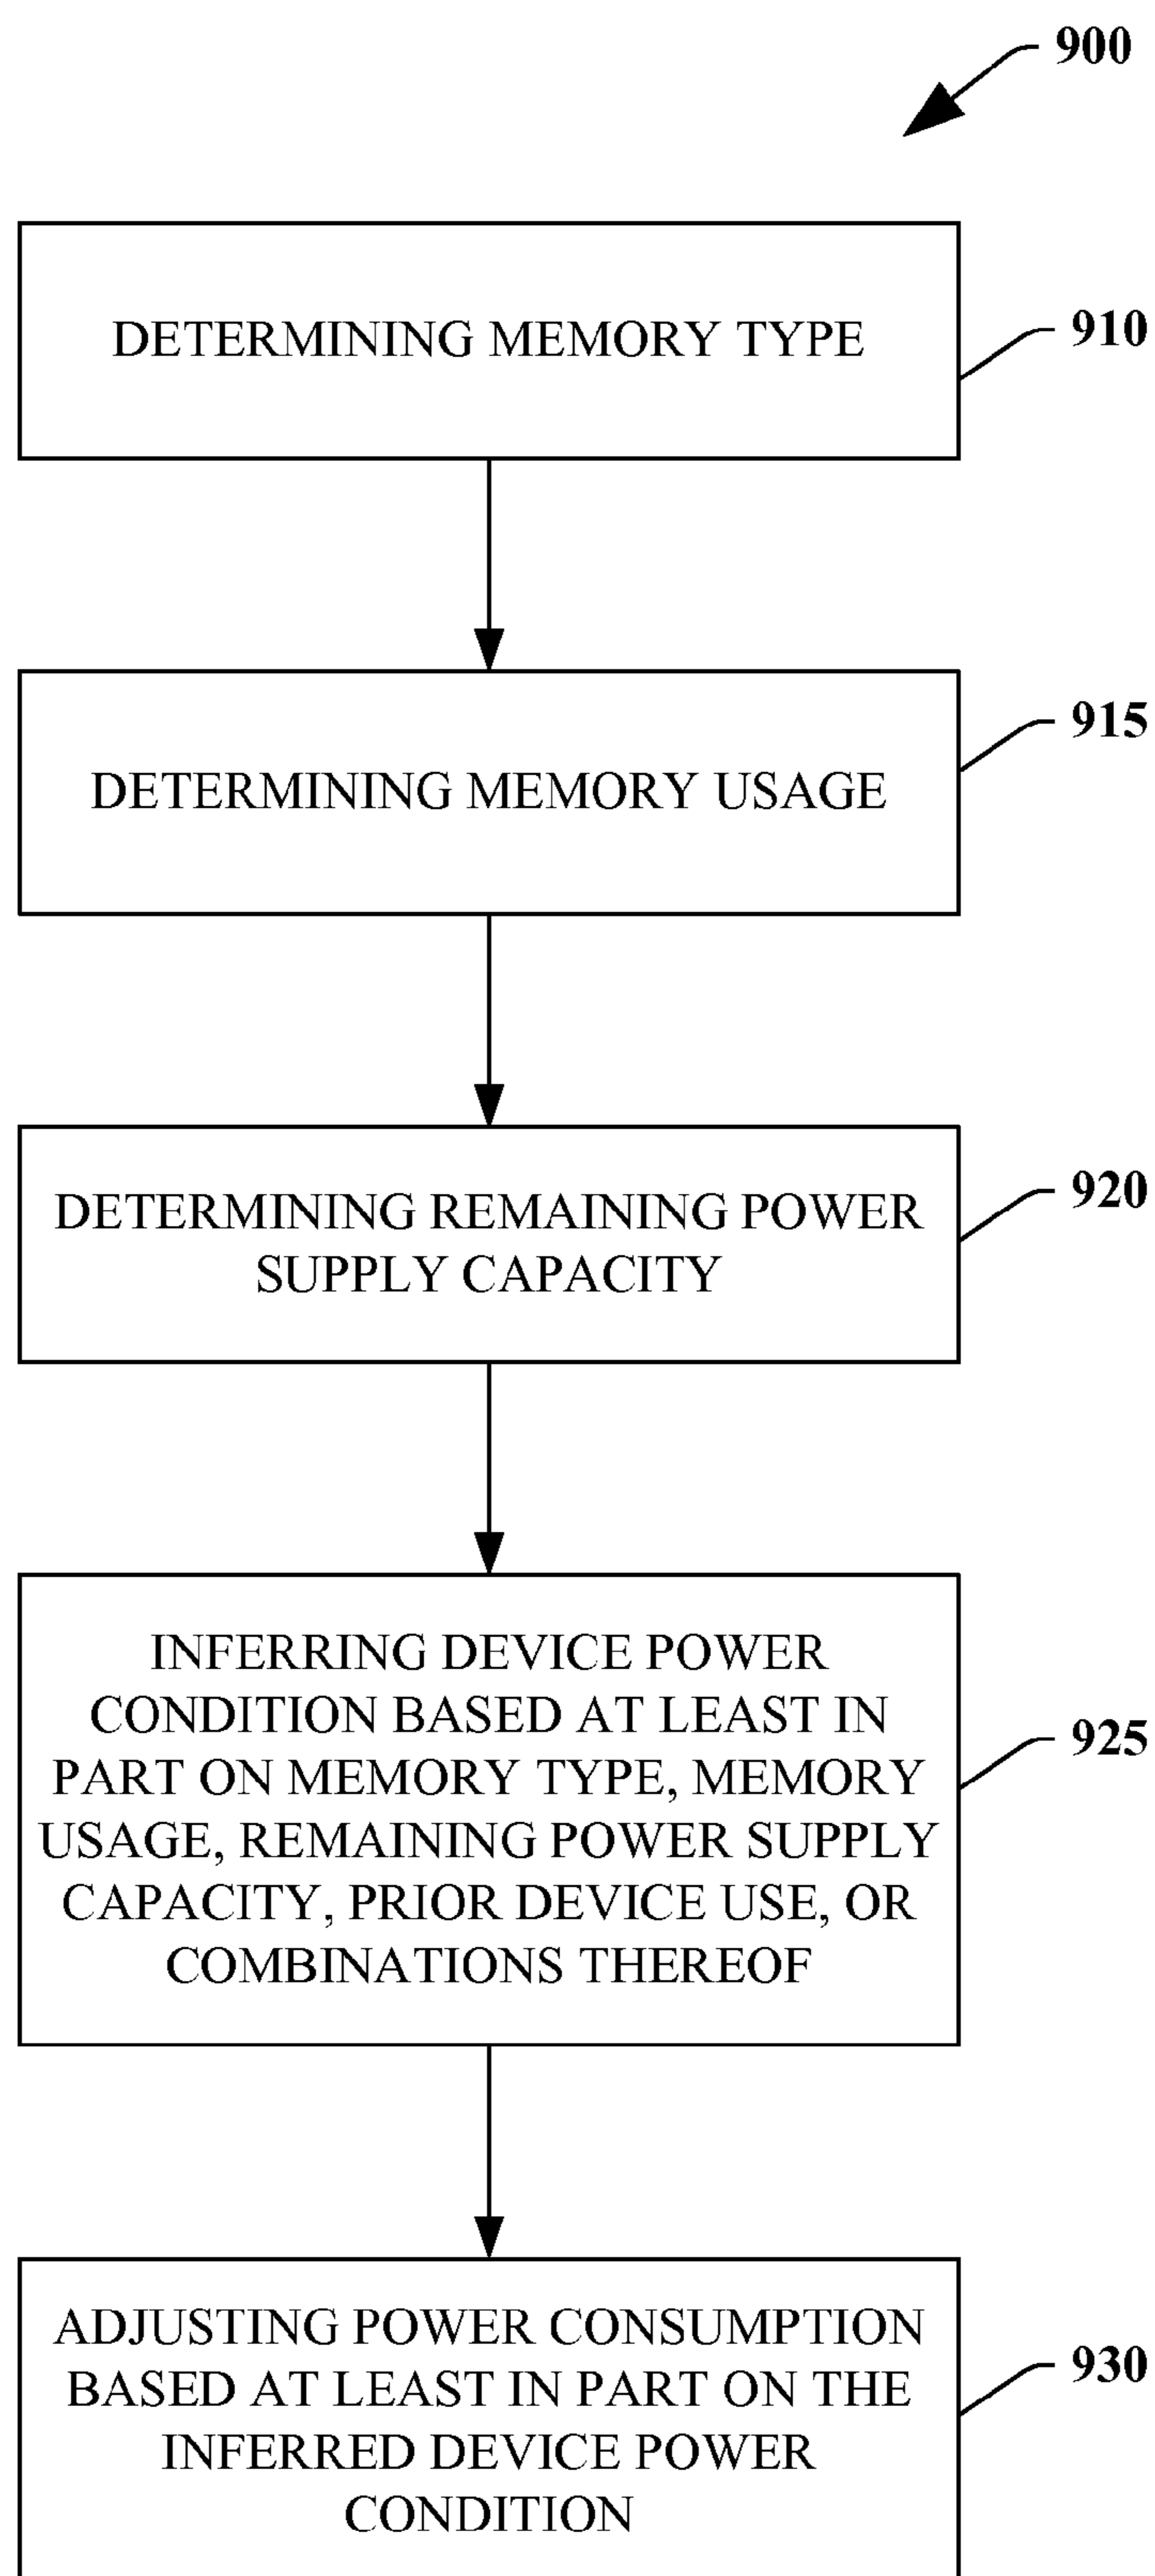 900
DETERMINING MEMORY TYPE
910
DETERMINING MEMORY USAGE
915
DETERMINING REMAINING POWER
SUPPLY CAPACITY
920
INFERRING DEVICE POWER
CONDITION BASED AT LEAST IN
PART ON MEMORY TYPE, MEMORY
USAGE, REMAINING POWER SUPPLY
CAPACITY, PRIOR DEVICE USE, OR
COMBINATIONS THEREOF
925
ADJUSTING POWER CONSUMPTION
BASED AT LEAST IN PART ON THE
INFERRED DEVICE POWER
CONDITION
930